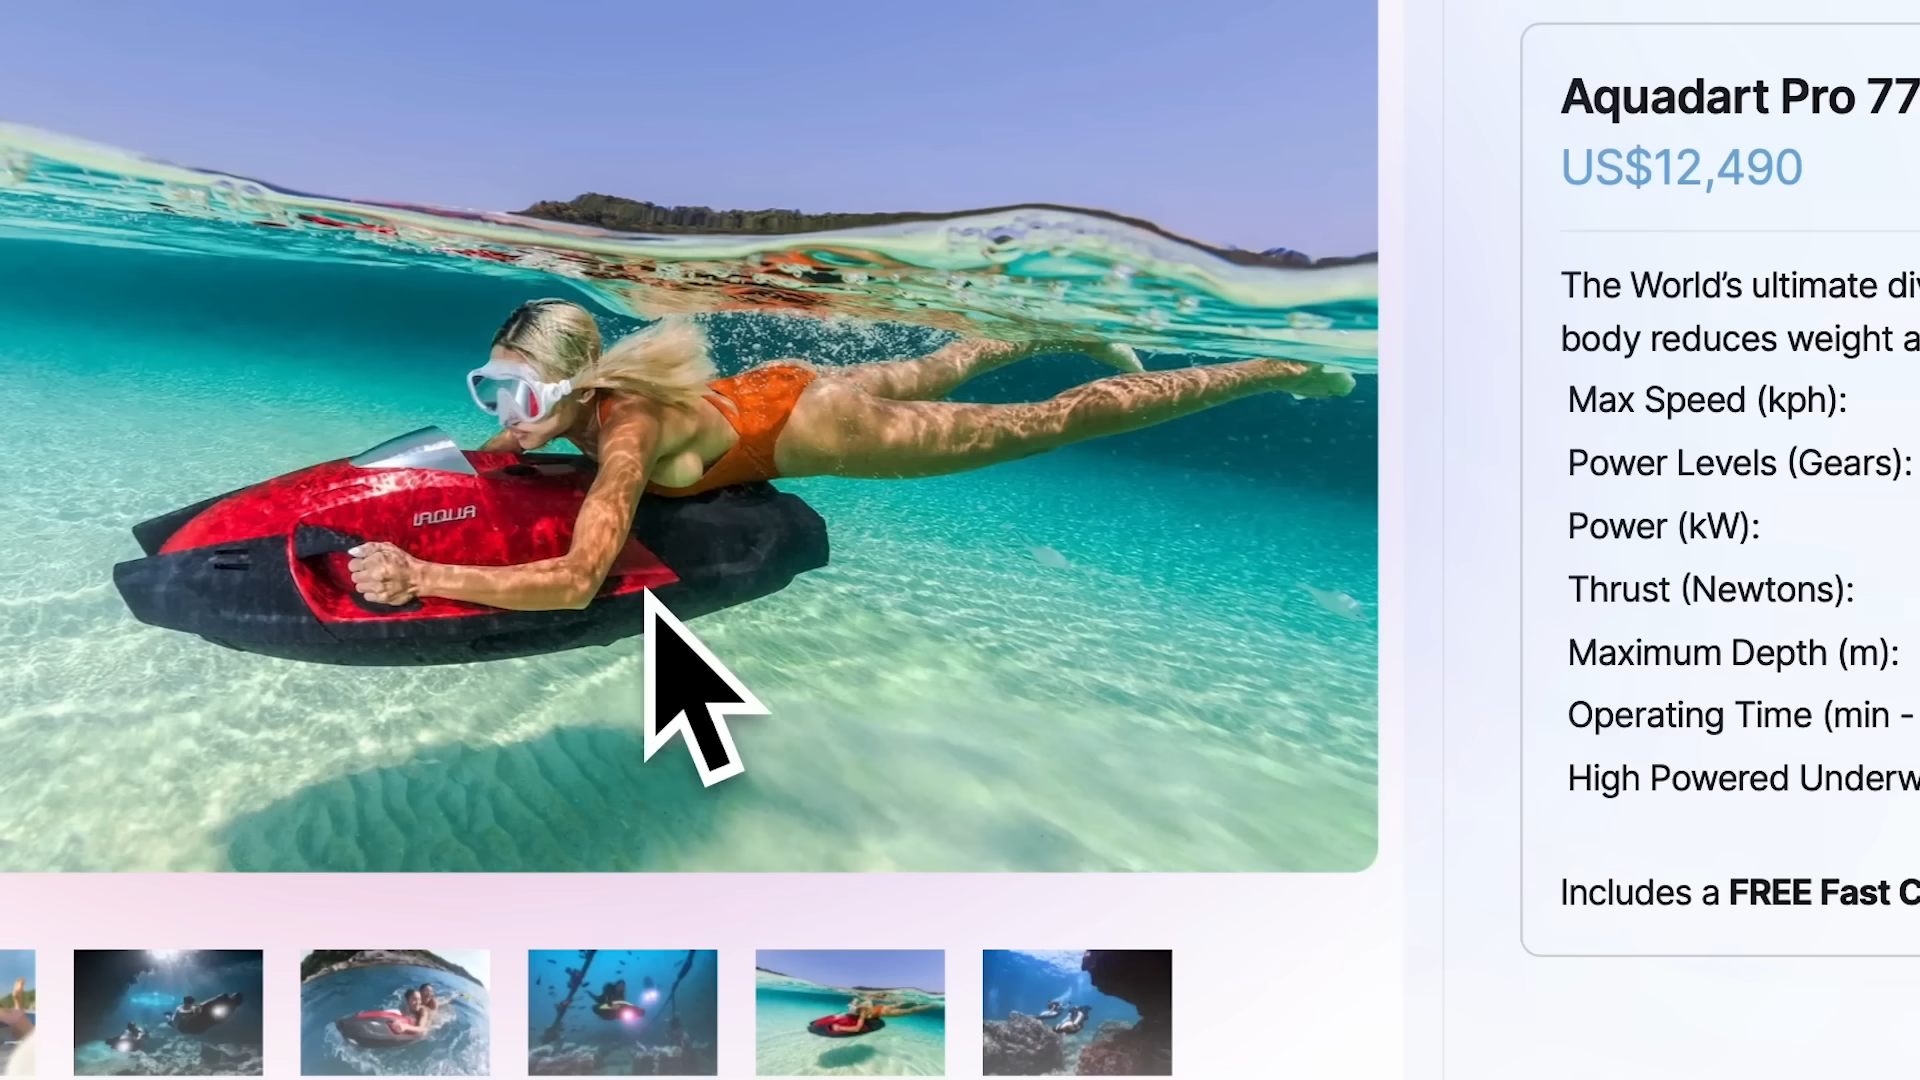 Aquadart Pro 77
US$12,490
The World's ultimate di
body reduces weight a
Max Speed (kph):
Power Levels (Gears):
Power (kW):
Thrust (Newtons):
Maximum Depth (m):
Operating Time (min -
High Powered Underw
Includes a FREE Fast C
IAQUA